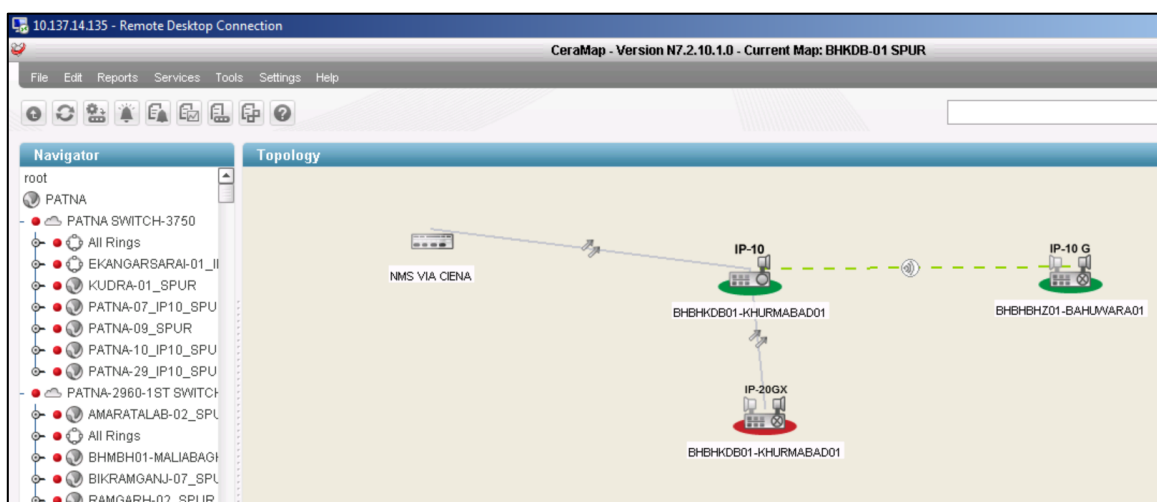 10.137.14.135 - Remote Desktop Connection
CeraMap - Version N7.2.10.1.0 - Current Map: BHKDB-01 SPUR
File Edit Reports Services Tools Settings Help
Navigator
Topology
root
PATNA
PATNA SWITCH-3750
All Rings
EKANGARSARAI-01_II
KUDRA-01_SPUR
PATNA-07_IP10_SPU
PATNA-09_SPUR
PATNA-10_IP10_SPU
PATNA-29_IP10_SPU
PATNA-2960-1ST SWITCH
AMARATALAB-02_SPU
All Rings
BHMBH01-MALIABAGH
BIKRAMGANJ-07_SPU
RAMGARH-02_SPUR
NMS VIA CIENA
IP-10
BHBHKDB01-KHURMABAD01
IP-10 G
BHBHBHZ01-BAHUWARA01
IP-20GX
BHBHKDB01-KHURMABAD01